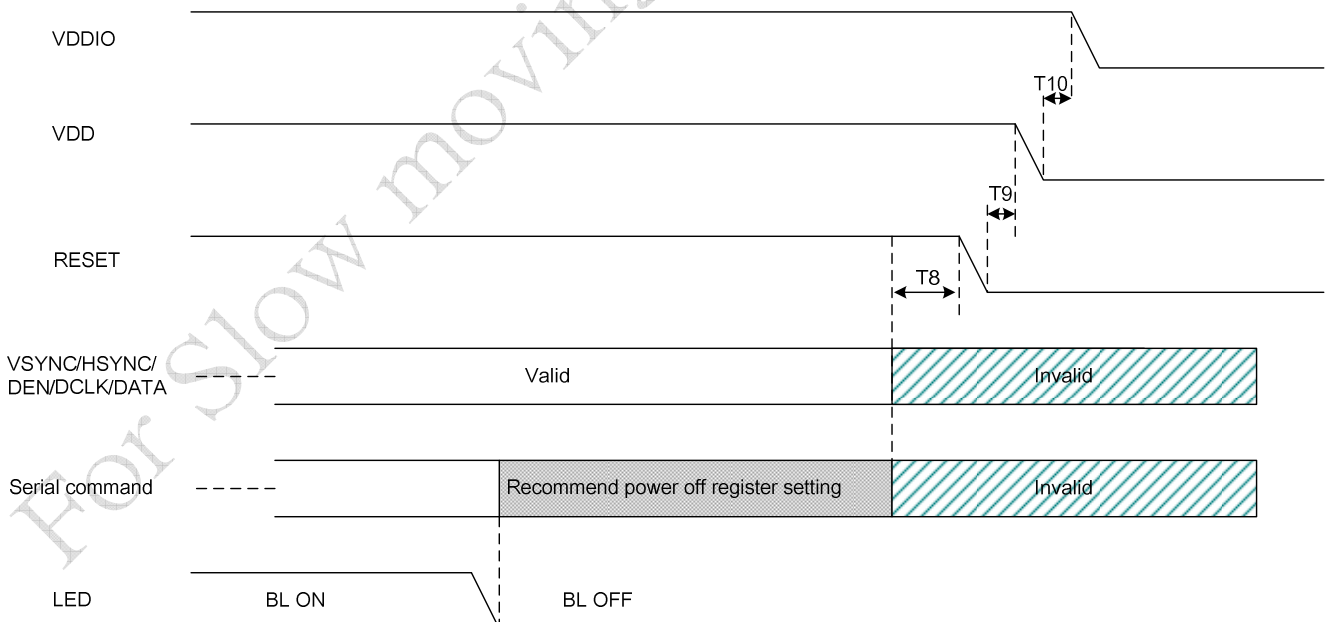 VDDIO
T10
VDD
T9
RESET
T8
VSYNC/HSYNC/
DEN/DCLK/DATA
Valid
Invalid
Serial command
Recommend power off register setting
Invalid
LED
BL ON
BL OFF
For Slow moving